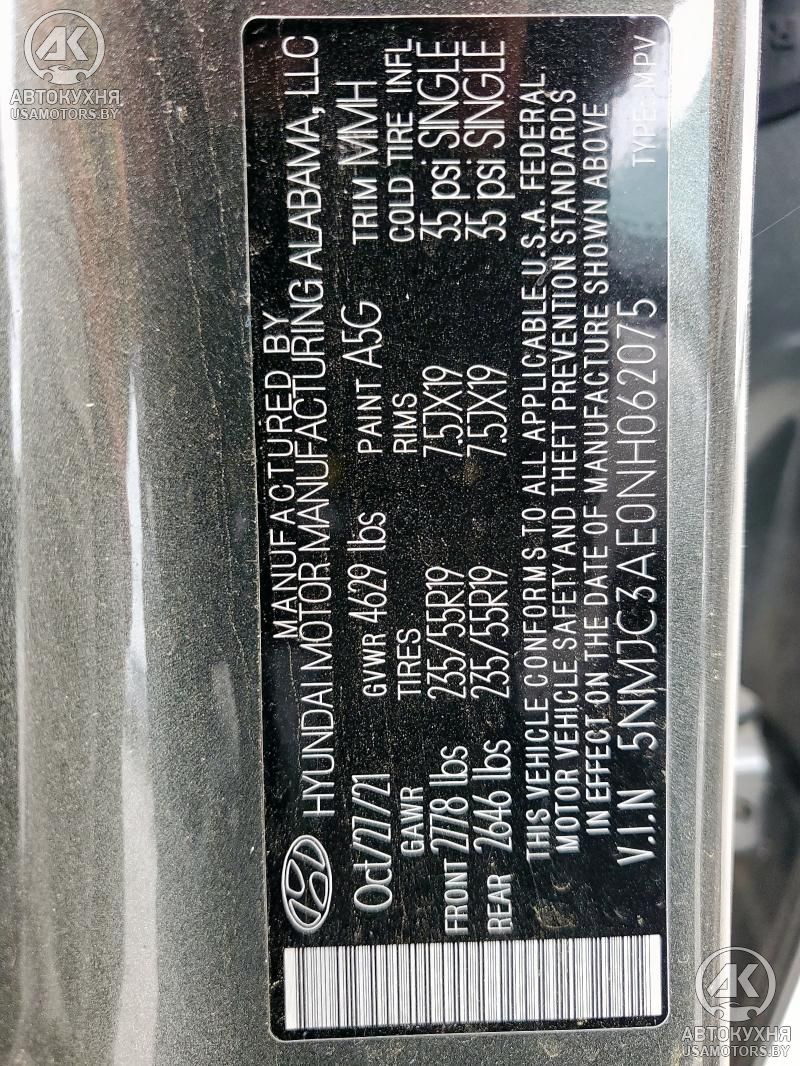 АВТОКУХНЯ
USAMOTORS.BY
MANUFACTURED BY
HYUNDAI MOTOR MANUFACTURING ALABAMA, LLC
Oct/27/21 GVWR 4629 lbs PAINT A5G TRIM MMH
GAWR TIRES RIMS COLD TIRE INFL
FRONT 2778 lbs 235/55R19 7.5JX19 35 psi SINGLE
REAR 2646 lbs 235/55R19 7.5JX19 35 psi SINGLE
THIS VEHICLE CONFORMS TO ALL APPLICABLE U.S.A. FEDERAL
MOTOR VEHICLE SAFETY AND THEFT PREVENTION STANDARDS
IN EFFECT ON THE DATE OF MANUFACTURE SHOWN ABOVE
V.I.N 5NMJC3AE0NH062075 TYPE: MPV
АК
АВТОКУХНЯ
USAMOTORS.BY